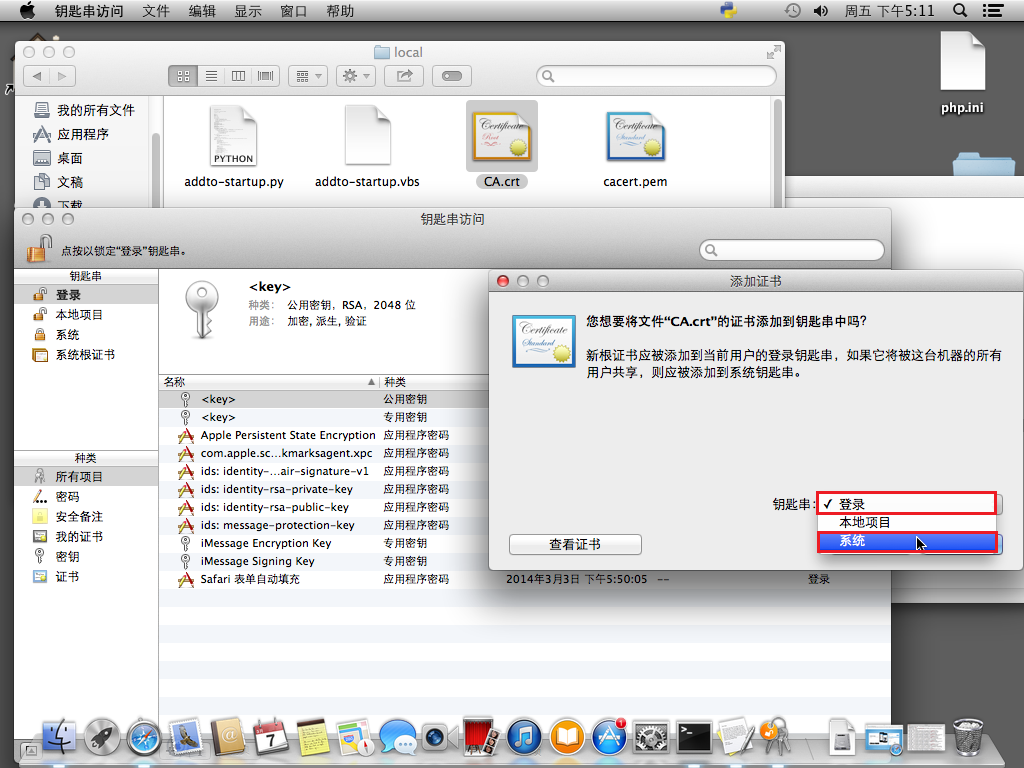 钥匙串访问 文件 编辑 显示 窗口 帮助 周五 下午5:11
local
php.ini
我的所有文件
应用程序
桌面
文稿
下载
PYTHON
Certificate
Root
Certificate
Standard
addto-startup.py addto-startup.vbs CA.crt cacert.pem
钥匙串访问
点按以锁定“登录”钥匙串。
钥匙串
登录
本地项目
系统
系统根证书
种类
所有项目
密码
安全备注
我的证书
密钥
证书
<key>
种类： 公用密钥，RSA，2048 位
用途： 加密, 派生, 验证
名称 种类
<key> 公用密钥
<key> 专用密钥
Apple Persistent State Encryption 应用程序密码
com.apple.sc...kmarksagent.xpc 应用程序密码
ids: identity-...air-signature-v1 应用程序密码
ids: identity-rsa-private-key 应用程序密码
ids: identity-rsa-public-key 应用程序密码
ids: message-protection-key 应用程序密码
iMessage Encryption Key 专用密钥
iMessage Signing Key 专用密钥
Safari 表单自动填充 应用程序密码 2014年3月3日 下午5:50:05 -- 登录
添加证书
Certificate
Standard
您想要将文件“CA.crt”的证书添加到钥匙串中吗?
新根证书应被添加到当前用户的登录钥匙串，如果它将被这台机器的所有
用户共享，则应被添加到系统钥匙串。
钥匙串: ✓ 登录
本地项目
系统
查看证书
7
1